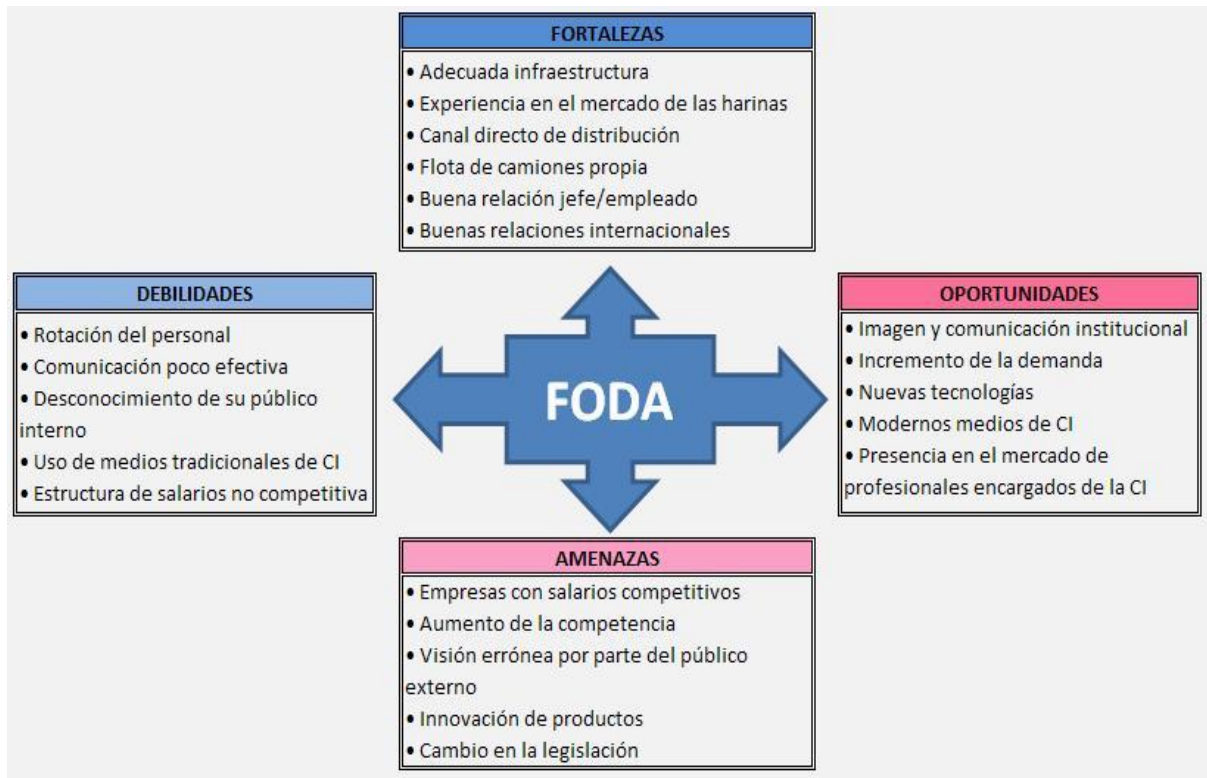 FORTALEZAS
• Adecuada infraestructura
• Experiencia en el mercado de las harinas
• Canal directo de distribución
• Flota de camiones propia
• Buena relación jefe/empleado
• Buenas relaciones internacionales
DEBILIDADES
• Rotación del personal
• Comunicación poco efectiva
• Desconocimiento de su público
interno
• Uso de medios tradicionales de CI
• Estructura de salarios no competitiva
FODA
OPORTUNIDADES
• Imagen y comunicación institucional
• Incremento de la demanda
• Nuevas tecnologías
• Modernos medios de CI
• Presencia en el mercado de
profesionales encargados de la CI
AMENAZAS
• Empresas con salarios competitivos
• Aumento de la competencia
• Visión errónea por parte del público
externo
• Innovación de productos
• Cambio en la legislación